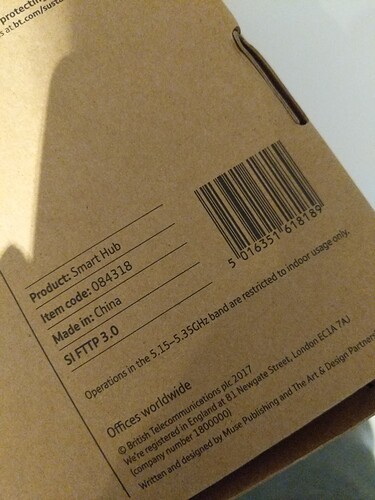 protecting
at bt.com/susta
Product: Smart Hub
Item code: 084318
Made in: China
SI FTTP 3.0
5 016351 618189
Operations in the 5.15–5.35GHz band are restricted to indoor usage only.
Offices worldwide
© British Telecommunications plc 2017
We're registered in England at 81 Newgate Street, London EC1A 7AJ
(company number 1800000)
Written and designed by Muse Publishing and The Art & Design Partners